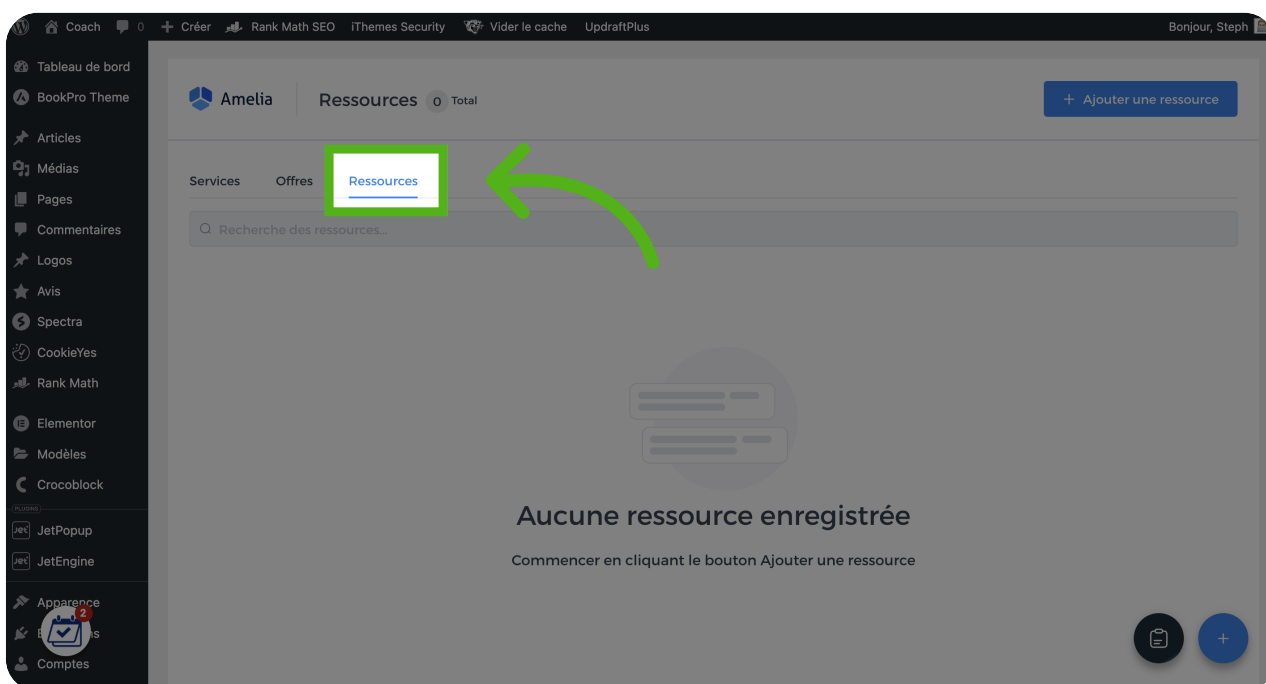 Coach 0 Créer Rank Math SEO iThemes Security Vider le cache UpdraftPlus Bonjour, Steph
Tableau de bord
BookPro Theme
Articles
Médias
Pages
Commentaires
Logos
Avis
Spectra
CookieYes
Rank Math
Elementor
Modèles
Crocoblock
PLUGINS
JetPopup
JetEngine
Apparence
2
Comptes
Amelia Ressources 0 Total
+ Ajouter une ressource
Services Offres Ressources
Recherche des ressources...
Aucune ressource enregistrée
Commencer en cliquant le bouton Ajouter une ressource